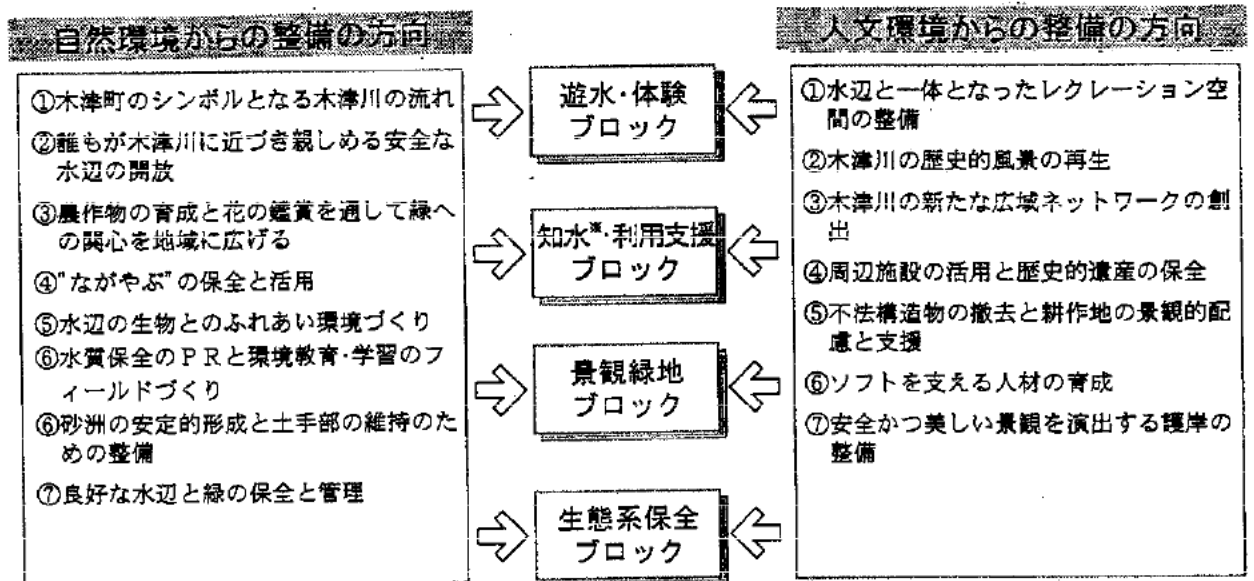 自然環境からの整備の方向
①木津町のシンボルとなる木津川の流れ
②誰もが木津川に近づき親しめる安全な
水辺の開放
③農作物の育成と花の鑑賞を通して緑へ
の関心を地域に広げる
④"ながやぶ"の保全と活用
⑤水辺の生物とのふれあい環境づくり
⑥水質保全のPRと環境教育・学習のフ
ィールドづくり
⑥砂洲の安定的形成と土手部の維持のた
めの整備
⑦良好な水辺と緑の保全と管理
遊水・体験
ブロック
知水※・利用支援
ブロック
景観緑地
ブロック
生態系保全
ブロック
人文環境からの整備の方向
①水辺と一体となったレクレーション空
間の整備
②木津川の歴史的風景の再生
③木津川の新たな広域ネットワークの創
出
④周辺施設の活用と歴史的遺産の保全
⑤不法構造物の撤去と耕作地の景観的配
慮と支援
⑥ソフトを支える人材の育成
⑦安全かつ美しい景観を演出する護岸の
整備